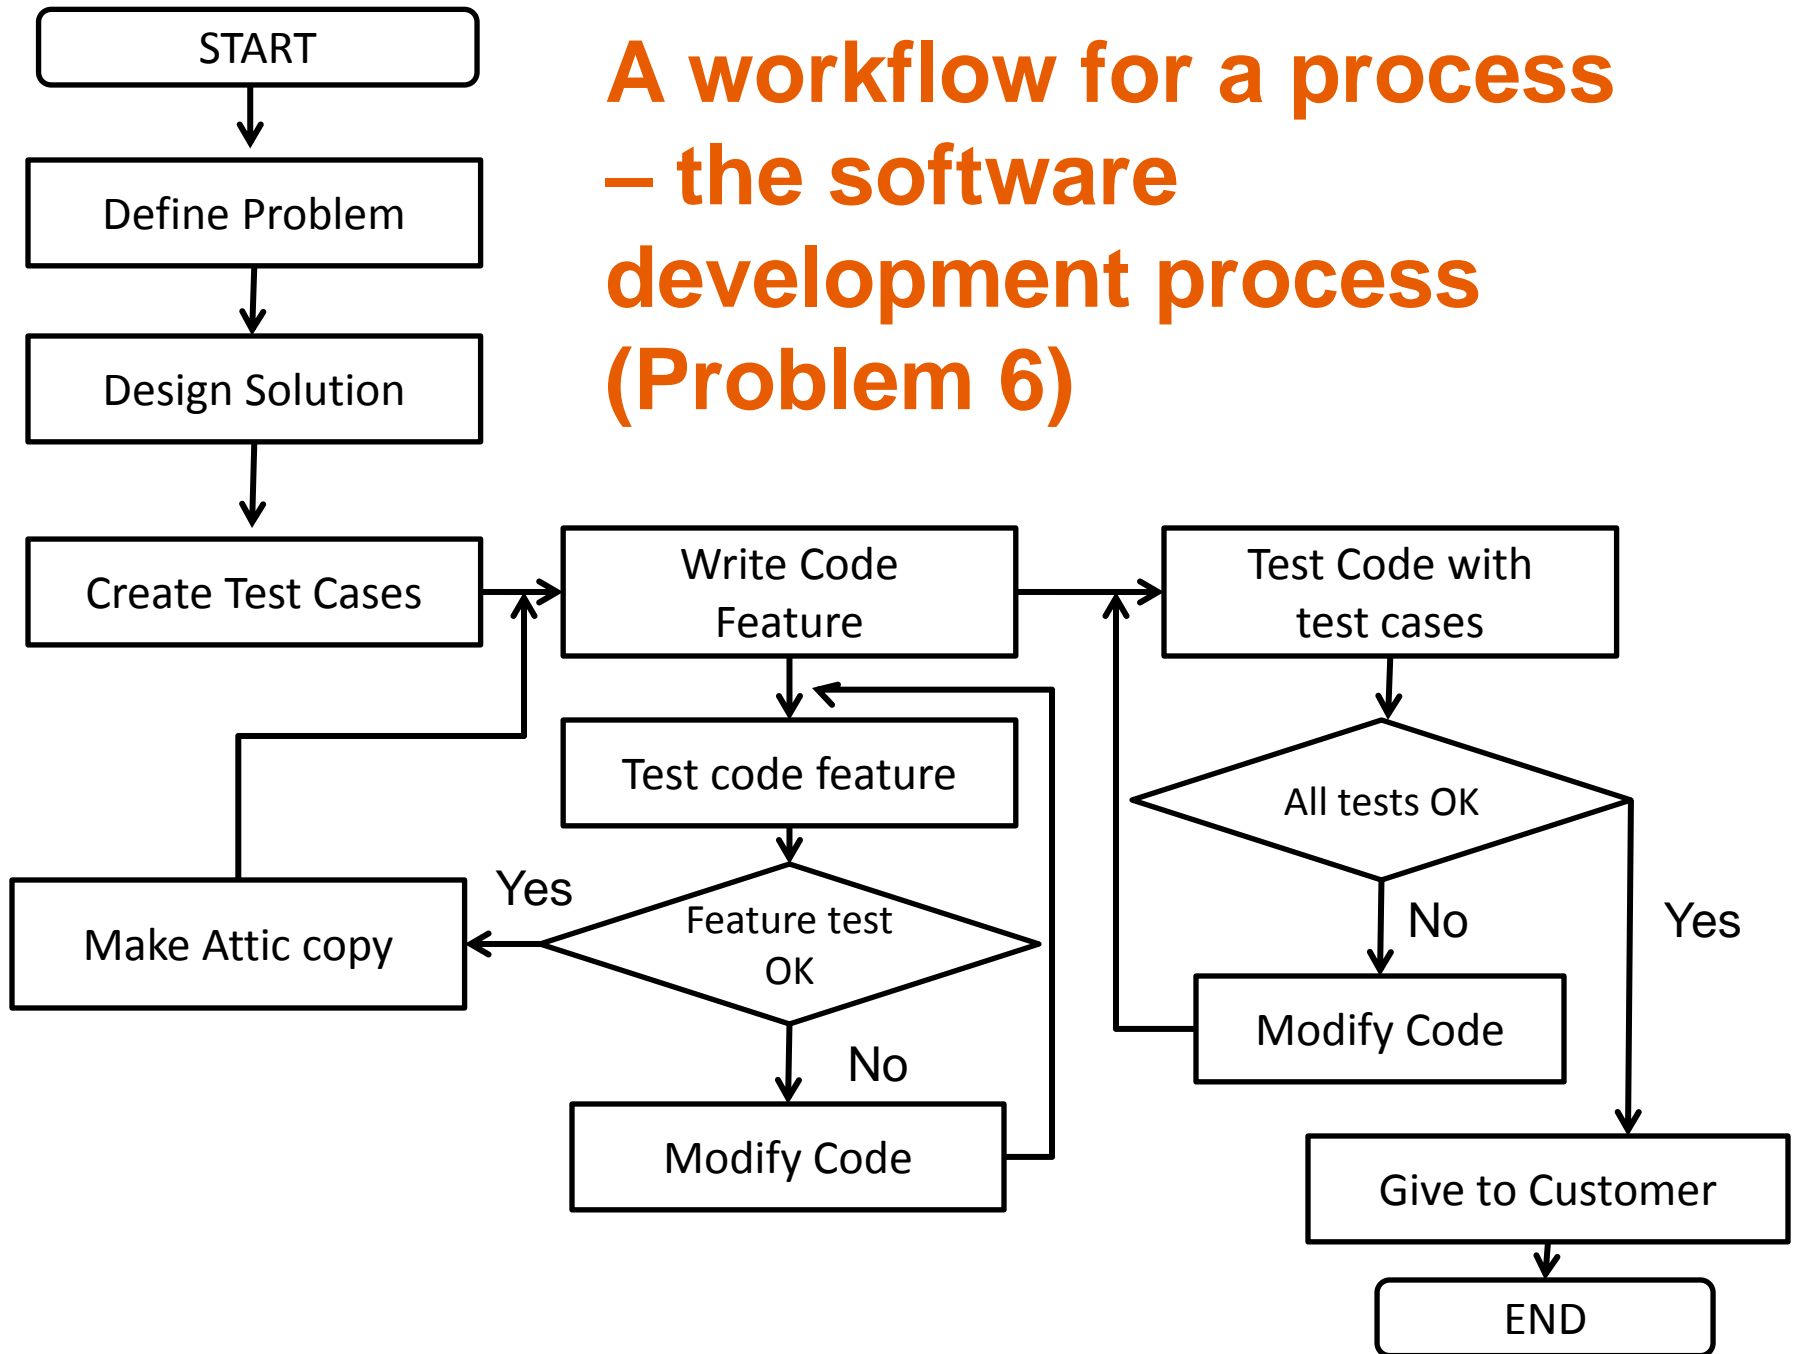 START
A workflow for a process
– the software
development process
(Problem 6)
Define Problem
Design Solution
Create Test Cases
Write Code
Feature
Test Code with
test cases
Test code feature
All tests OK
Yes
Feature test
OK
Make Attic copy
No
Yes
Modify Code
No
Modify Code
Give to Customer
END